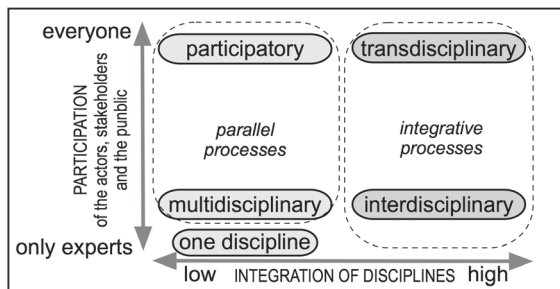 everyone
participatory
transdisciplinary
PARTICIPATION
of the actors, stakeholders
and the punblic
parallel
processes
integrative
processes
multidisciplinary
interdisciplinary
only experts
one discipline
low INTEGRATION OF DISCIPLINES high